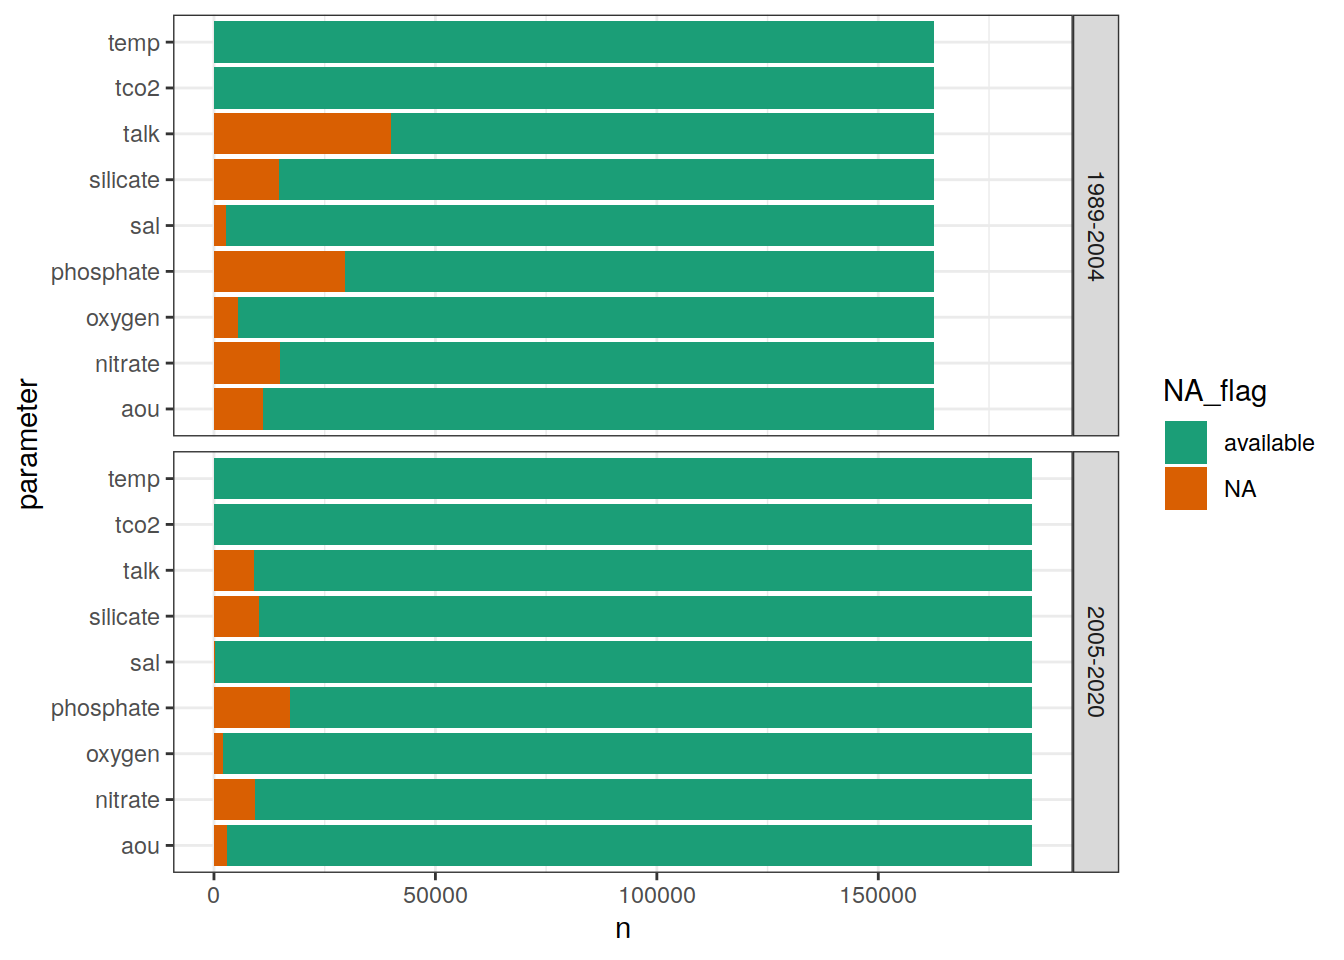 temp
tco2
talk
silicate
sal
phosphate
oxygen
nitrate
aou
1989-2004
temp
tco2
talk
silicate
sal
phosphate
oxygen
nitrate
aou
2005-2020
0
50000
100000
150000
n
parameter
NA_flag
available
NA